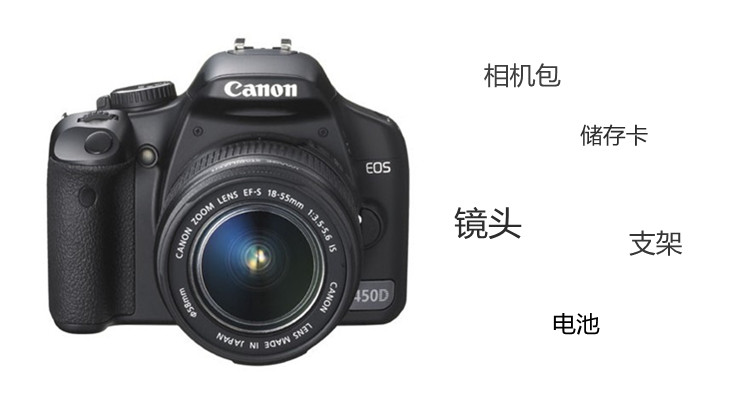 Canon
EOS
CANON ZOOM LENS EF-S 18-55mm 1:3.5-5.6 IS
CANON LENS MADE IN JAPAN
Ø58mm
450D
相机包
储存卡
镜头
支架
电池